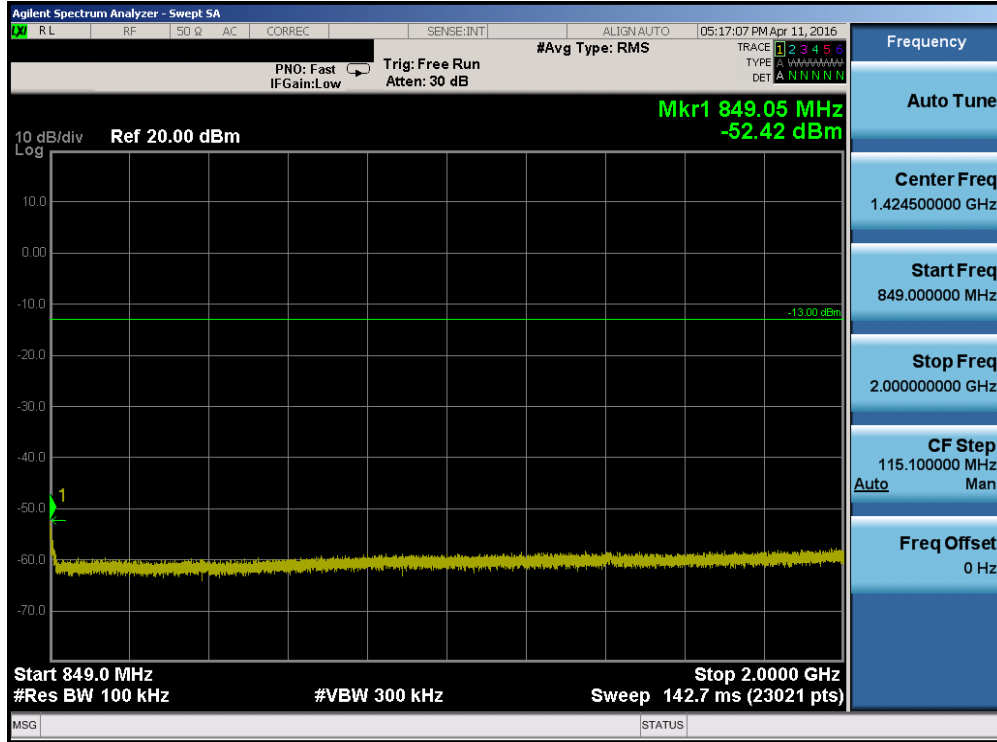 Agilent Spectrum Analyzer - Swept SA
LXI RL RF 50 Ω AC CORREC SENSE:INT ALIGN AUTO 05:17:07 PM Apr 11, 2016
#Avg Type: RMS
TRACE 1 2 3 4 5 6
TYPE A WWWWW
DET A N N N N N
PNO: Fast
IFGain:Low
Trig: Free Run
Atten: 30 dB
Mkr1 849.05 MHz
-52.42 dBm
10 dB/div Ref 20.00 dBm
Log
10.0
0.00
-10.0
-13.00 dBm
-20.0
-30.0
-40.0
1
-50.0
-60.0
-70.0
Start 849.0 MHz Stop 2.0000 GHz
#Res BW 100 kHz #VBW 300 kHz Sweep 142.7 ms (23021 pts)
MSG STATUS
Frequency
Auto Tune
Center Freq
1.424500000 GHz
Start Freq
849.000000 MHz
Stop Freq
2.000000000 GHz
CF Step
115.100000 MHz
Auto Man
Freq Offset
0 Hz